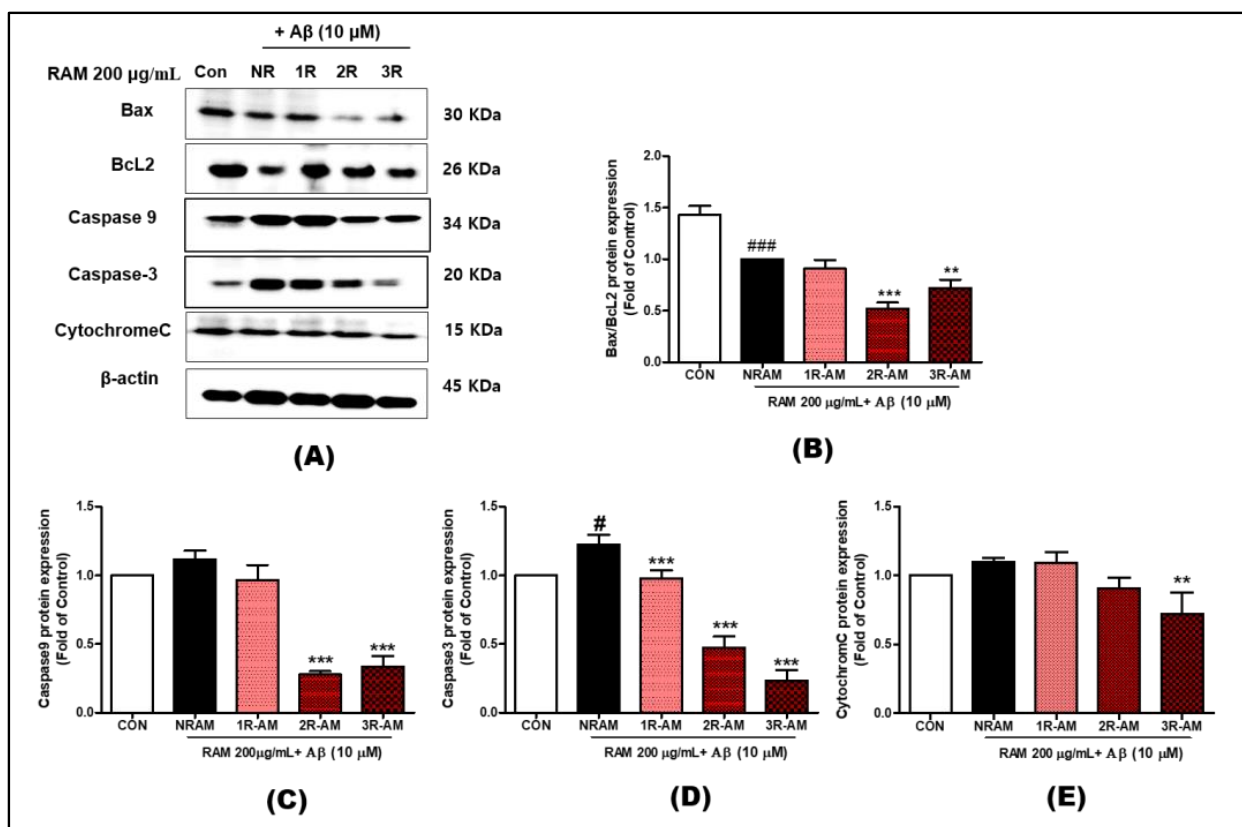 + Aβ (10 µM)
RAM 200 µg/mL Con NR 1R 2R 3R
Bax 30 KDa
BcL2 26 KDa
Caspase 9 34 KDa
Caspase-3 20 KDa
CytochromeC 15 KDa
β-actin 45 KDa
(A)
Bax/BcL2 protein expression
(Fold of Control)
2.0
1.5
1.0
0.5
0.0
###
***
**
CON NRAM 1R-AM 2R-AM 3R-AM
RAM 200 µg/mL+ Aβ (10 µM)
(B)
Caspase9 protein expression
(Fold of Control)
1.5
1.0
0.5
0.0
*** ***
CON NRAM 1R-AM 2R-AM 3R-AM
RAM 200µg/mL+ Aβ (10 µM)
(C)
Caspase3 protein expression
(Fold of Control)
1.5
1.0
0.5
0.0
#
***
***
***
CON NRAM 1R-AM 2R-AM 3R-AM
RAM 200 µg/mL+ Aβ (10 µM)
(D)
CytochromC protein expression
(Fold of Control)
1.5
1.0
0.5
0.0
**
CON NRAM 1R-AM 2R-AM 3R-AM
RAM 200 µg/mL+ Aβ (10 µM)
(E)